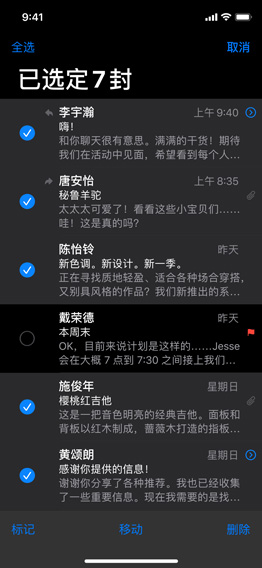 9:41
全选
取消
已选定 7 封
李宇瀚
上午 9:40
嗨!
和你聊天很有意思。满满的干货！期待
我们在活动中见面，希望看到每个人…
唐安怡
上午 8:35
秘鲁羊驼
太太太可爱了！看看这些小宝贝们……
哇！这是真的吗？
陈怡铃
昨天
新色调。新设计。新一季。
正在寻找质地轻盈、适合各种场合穿搭，
又别具风格的作品？我们新推出的系…
戴荣德
昨天
本周末
OK，目前来说计划是这样的……Jesse
会在大概 7 点到 7:30 之间接上我们…
施俊年
星期日
樱桃红吉他
这是一把音色明亮的经典吉他。面板和
背板以红木制成，蔷薇木打造的指板…
黄颂朗
星期日
感谢你提供的信息！
谢谢你分享了各种推荐。我也已经收集
了一些重要信息。现在我需要的是找…
标记
移动
删除